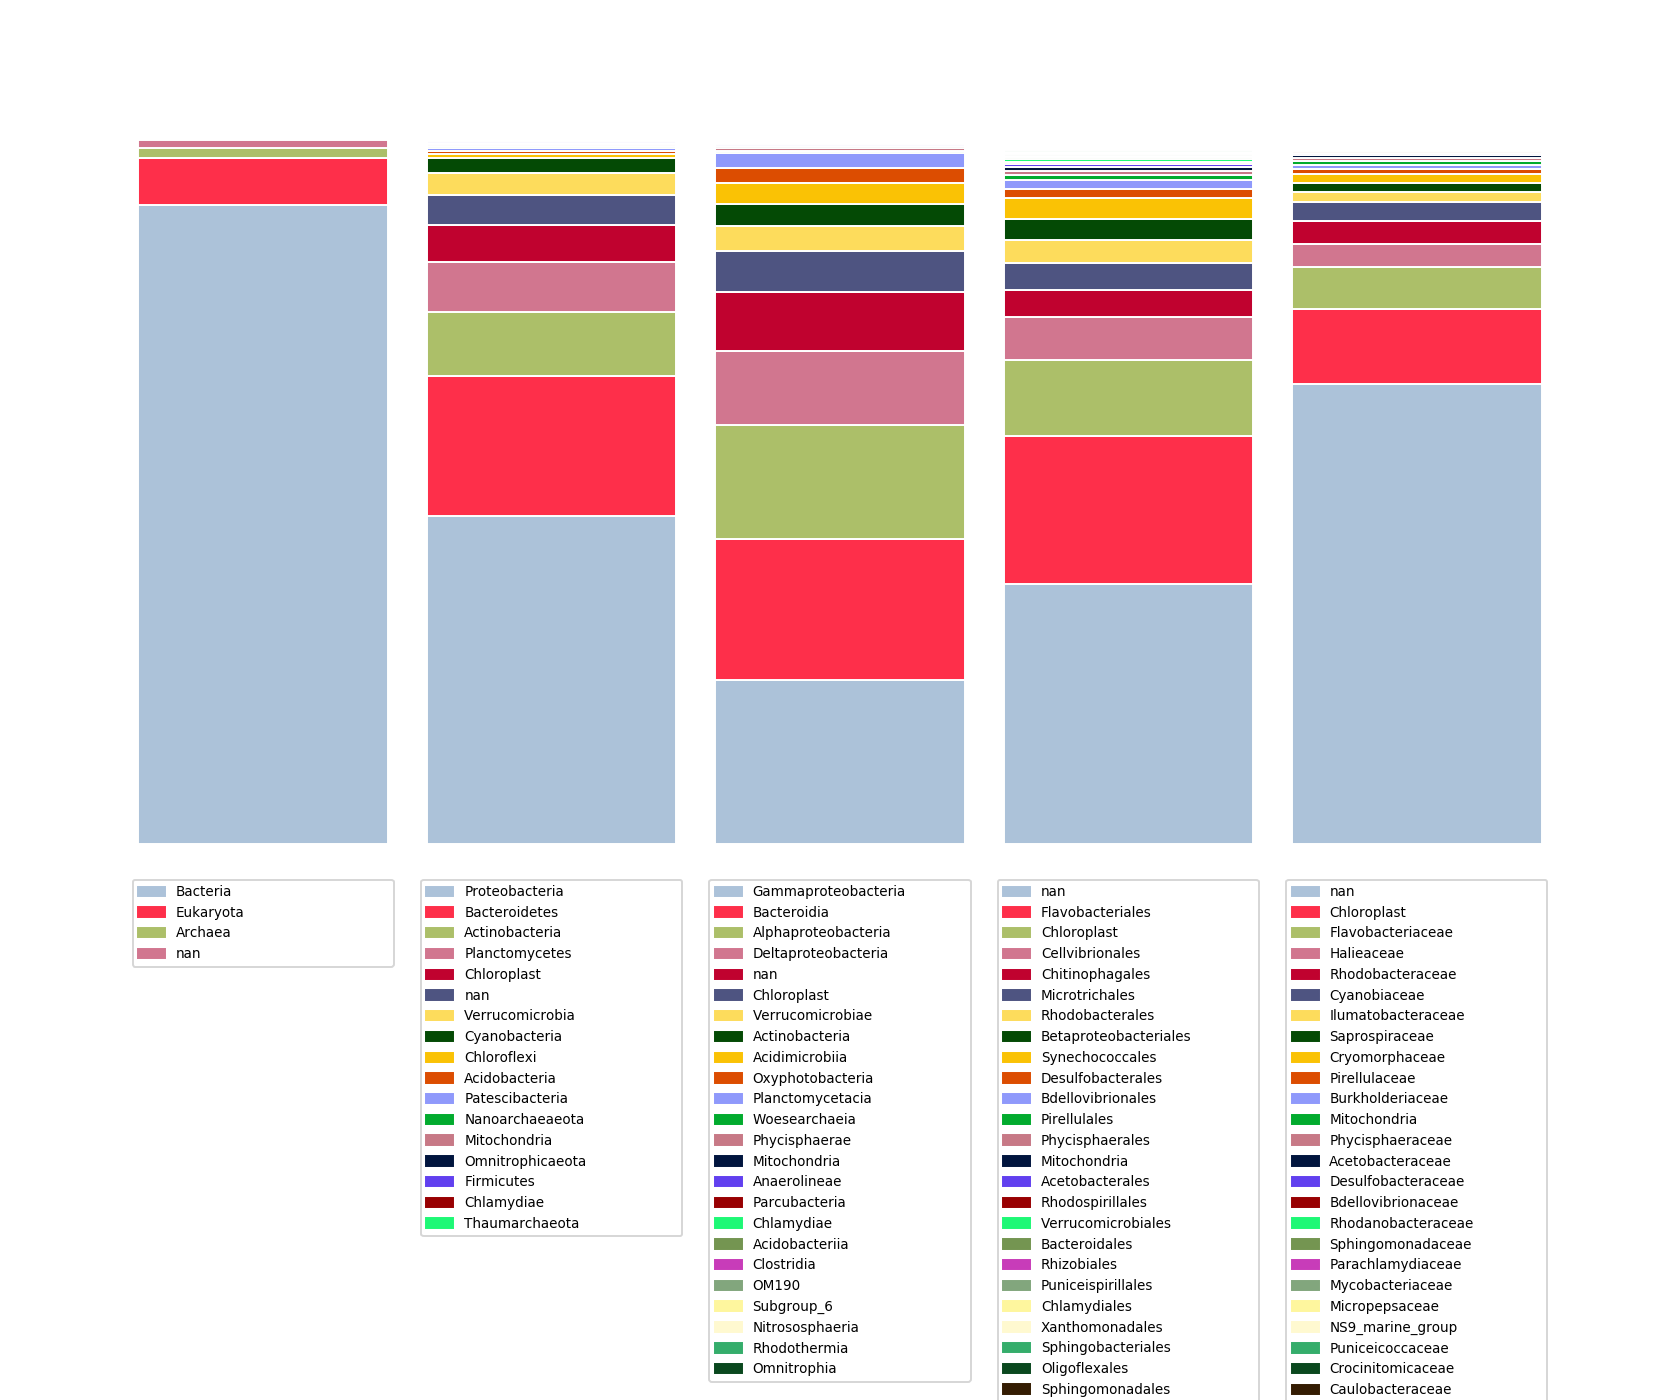 Bacteria
Eukaryota
Archaea
nan
Proteobacteria
Bacteroidetes
Actinobacteria
Planctomycetes
Chloroplast
nan
Verrucomicrobia
Cyanobacteria
Chloroflexi
Acidobacteria
Patescibacteria
Nanoarchaeaeota
Mitochondria
Omnitrophicaeota
Firmicutes
Chlamydiae
Thaumarchaeota
Gammaproteobacteria
Bacteroidia
Alphaproteobacteria
Deltaproteobacteria
nan
Chloroplast
Verrucomicrobiae
Actinobacteria
Acidimicrobiia
Oxyphotobacteria
Planctomycetacia
Woesearchaeia
Phycisphaerae
Mitochondria
Anaerolineae
Parcubacteria
Chlamydiae
Acidobacteriia
Clostridia
OM190
Subgroup_6
Nitrososphaeria
Rhodothermia
Omnitrophia
nan
Flavobacteriales
Chloroplast
Cellvibrionales
Chitinophagales
Microtrichales
Rhodobacterales
Betaproteobacteriales
Synechococcales
Desulfobacterales
Bdellovibrionales
Pirellulales
Phycisphaerales
Mitochondria
Acetobacterales
Rhodospirillales
Verrucomicrobiales
Bacteroidales
Rhizobiales
Puniceispirillales
Chlamydiales
Xanthomonadales
Sphingobacteriales
Oligoflexales
Sphingomonadales
nan
Chloroplast
Flavobacteriaceae
Halieaceae
Rhodobacteraceae
Cyanobiaceae
Ilumatobacteraceae
Saprospiraceae
Cryomorphaceae
Pirellulaceae
Burkholderiaceae
Mitochondria
Phycisphaeraceae
Acetobacteraceae
Desulfobacteraceae
Bdellovibrionaceae
Rhodanobacteraceae
Sphingomonadaceae
Parachlamydiaceae
Mycobacteriaceae
Micropepsaceae
NS9_marine_group
Puniceicoccaceae
Crocinitomicaceae
Caulobacteraceae